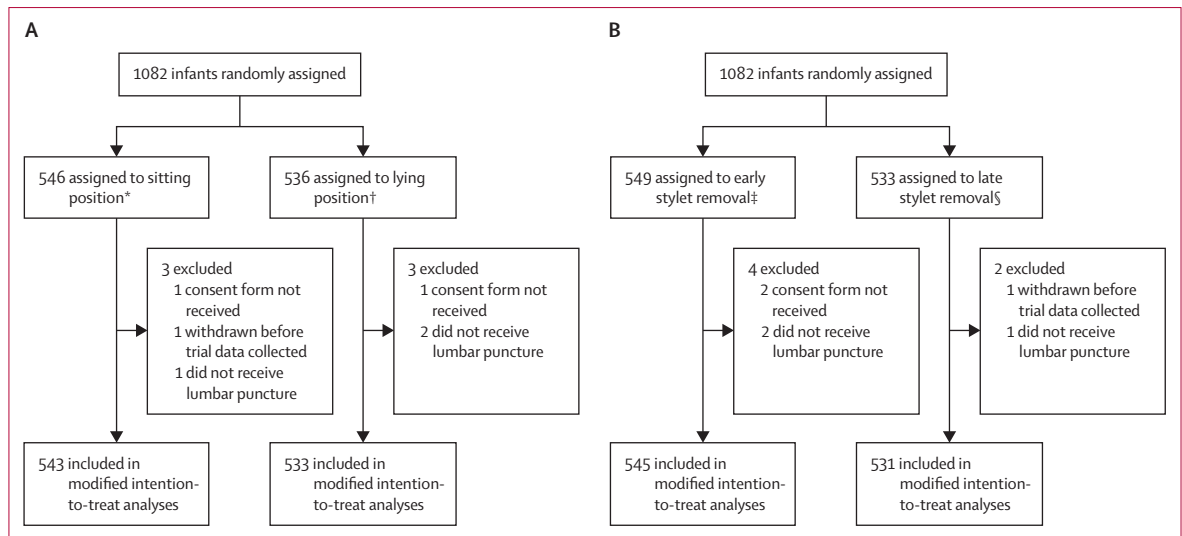 A
1082 infants randomly assigned
546 assigned to sitting
position*
536 assigned to lying
position†
3 excluded
1 consent form not
received
1 withdrawn before
trial data collected
1 did not receive
lumbar puncture
3 excluded
1 consent form not
received
2 did not receive
lumbar puncture
543 included in
modified intention-
to-treat analyses
533 included in
modified intention-
to-treat analyses
B
1082 infants randomly assigned
549 assigned to early
stylet removal‡
533 assigned to late
stylet removal§
4 excluded
2 consent form not
received
2 did not receive
lumbar puncture
2 excluded
1 withdrawn before
trial data collected
1 did not receive
lumbar puncture
545 included in
modified intention-
to-treat analyses
531 included in
modified intention-
to-treat analyses